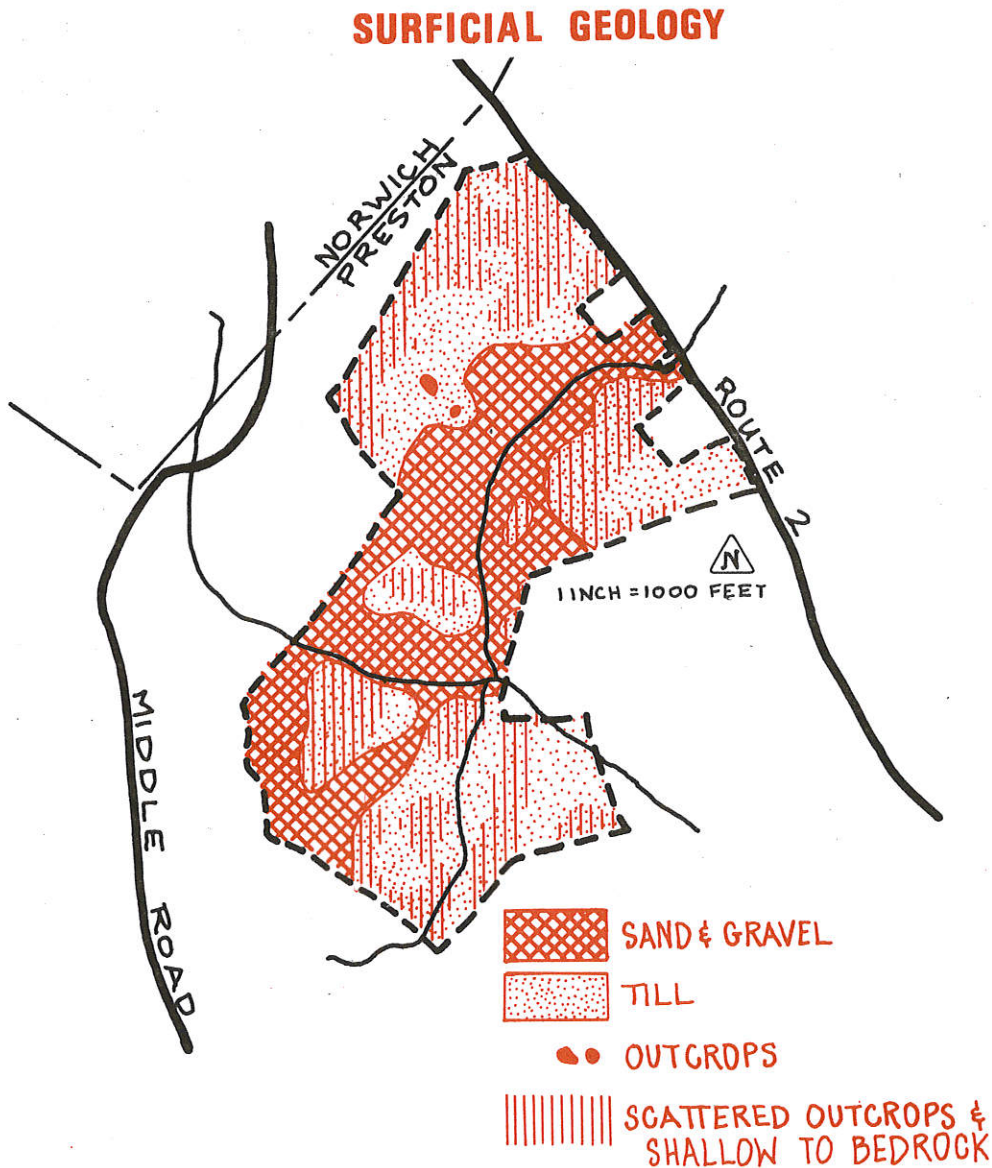 SURFICIAL GEOLOGY
NORWICH
PRESTON
ROUTE 2
N
1 INCH = 1000 FEET
MIDDLE ROAD
SAND & GRAVEL
TILL
OUTCROPS
SCATTERED OUTCROPS &
SHALLOW TO BEDROCK